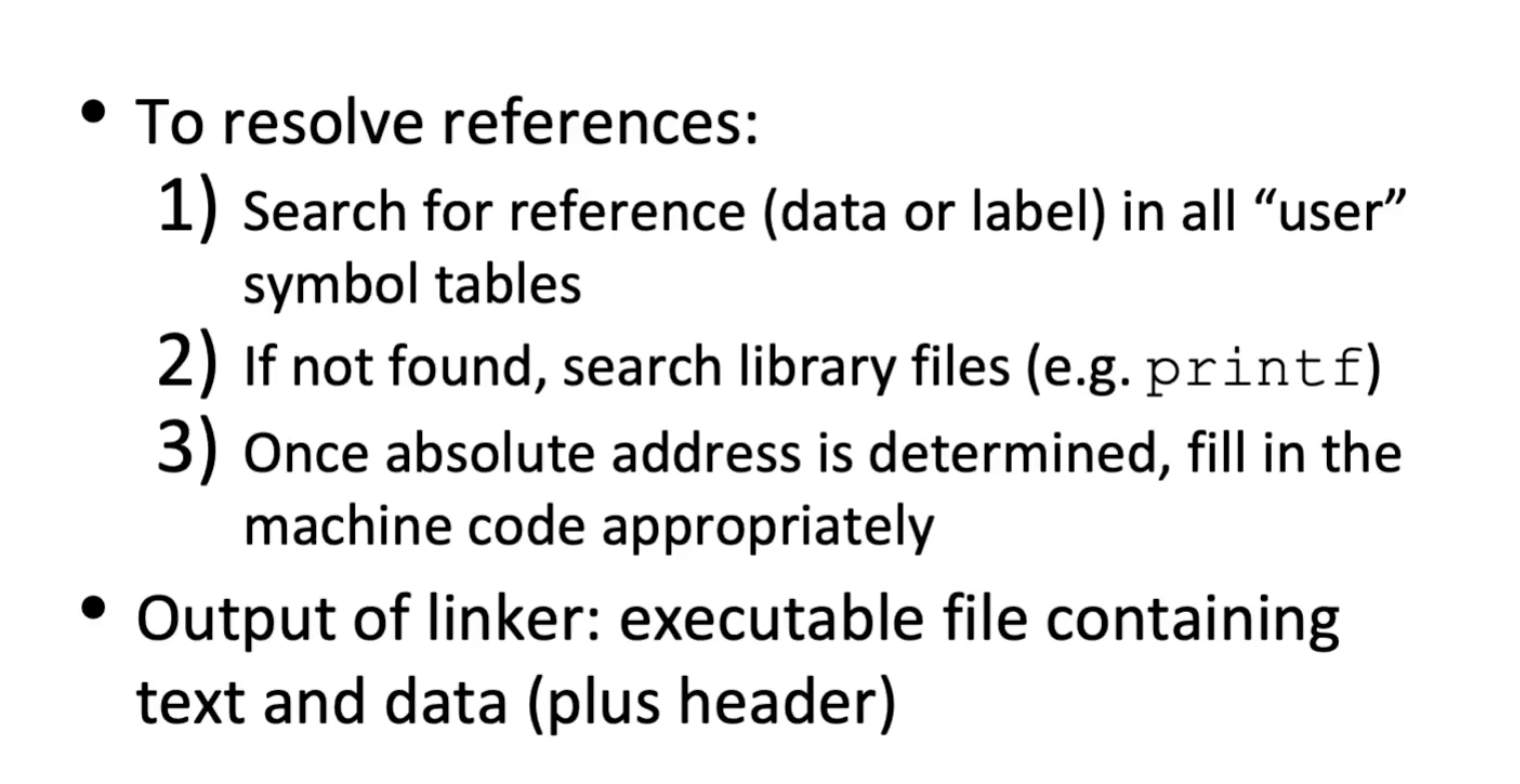 • To resolve references:
1) Search for reference (data or label) in all “user”
symbol tables
2) If not found, search library files (e.g. printf)
3) Once absolute address is determined, fill in the
machine code appropriately
• Output of linker: executable file containing
text and data (plus header)